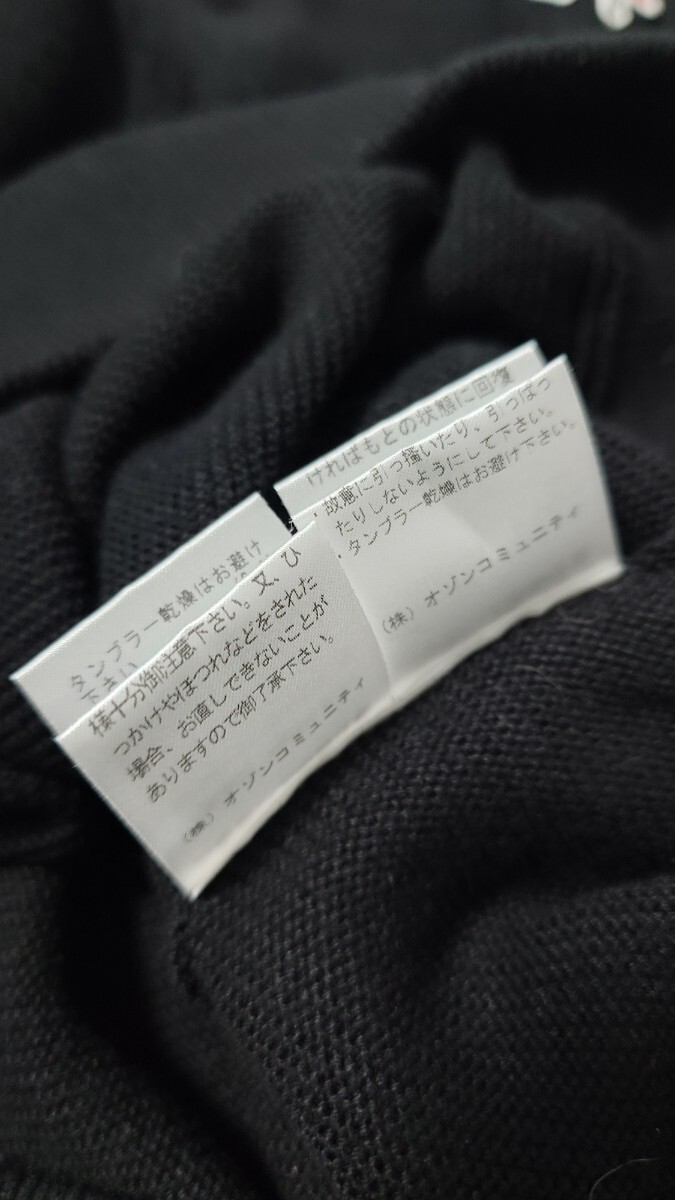 タンブラー乾燥はお避け
下さい
様十分御注意下さい。又、ひ
っかけやほつれなどをされた
場合、お直しできないことが
ありますので御了承下さい。
(株) オゾンコミュニティ
ければもとの状態に回復
・故意に引っ掻いたり、引っぱっ
たりしないようにして下さい。
・タンブラー乾燥はお避け下さい。
(株) オゾンコミュニティ